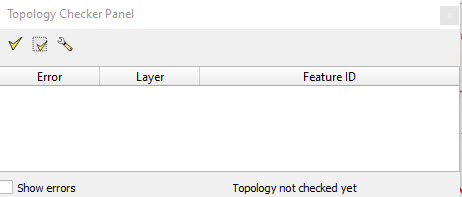 Topology Checker Panel
Error Layer Feature ID
Show errors Topology not checked yet